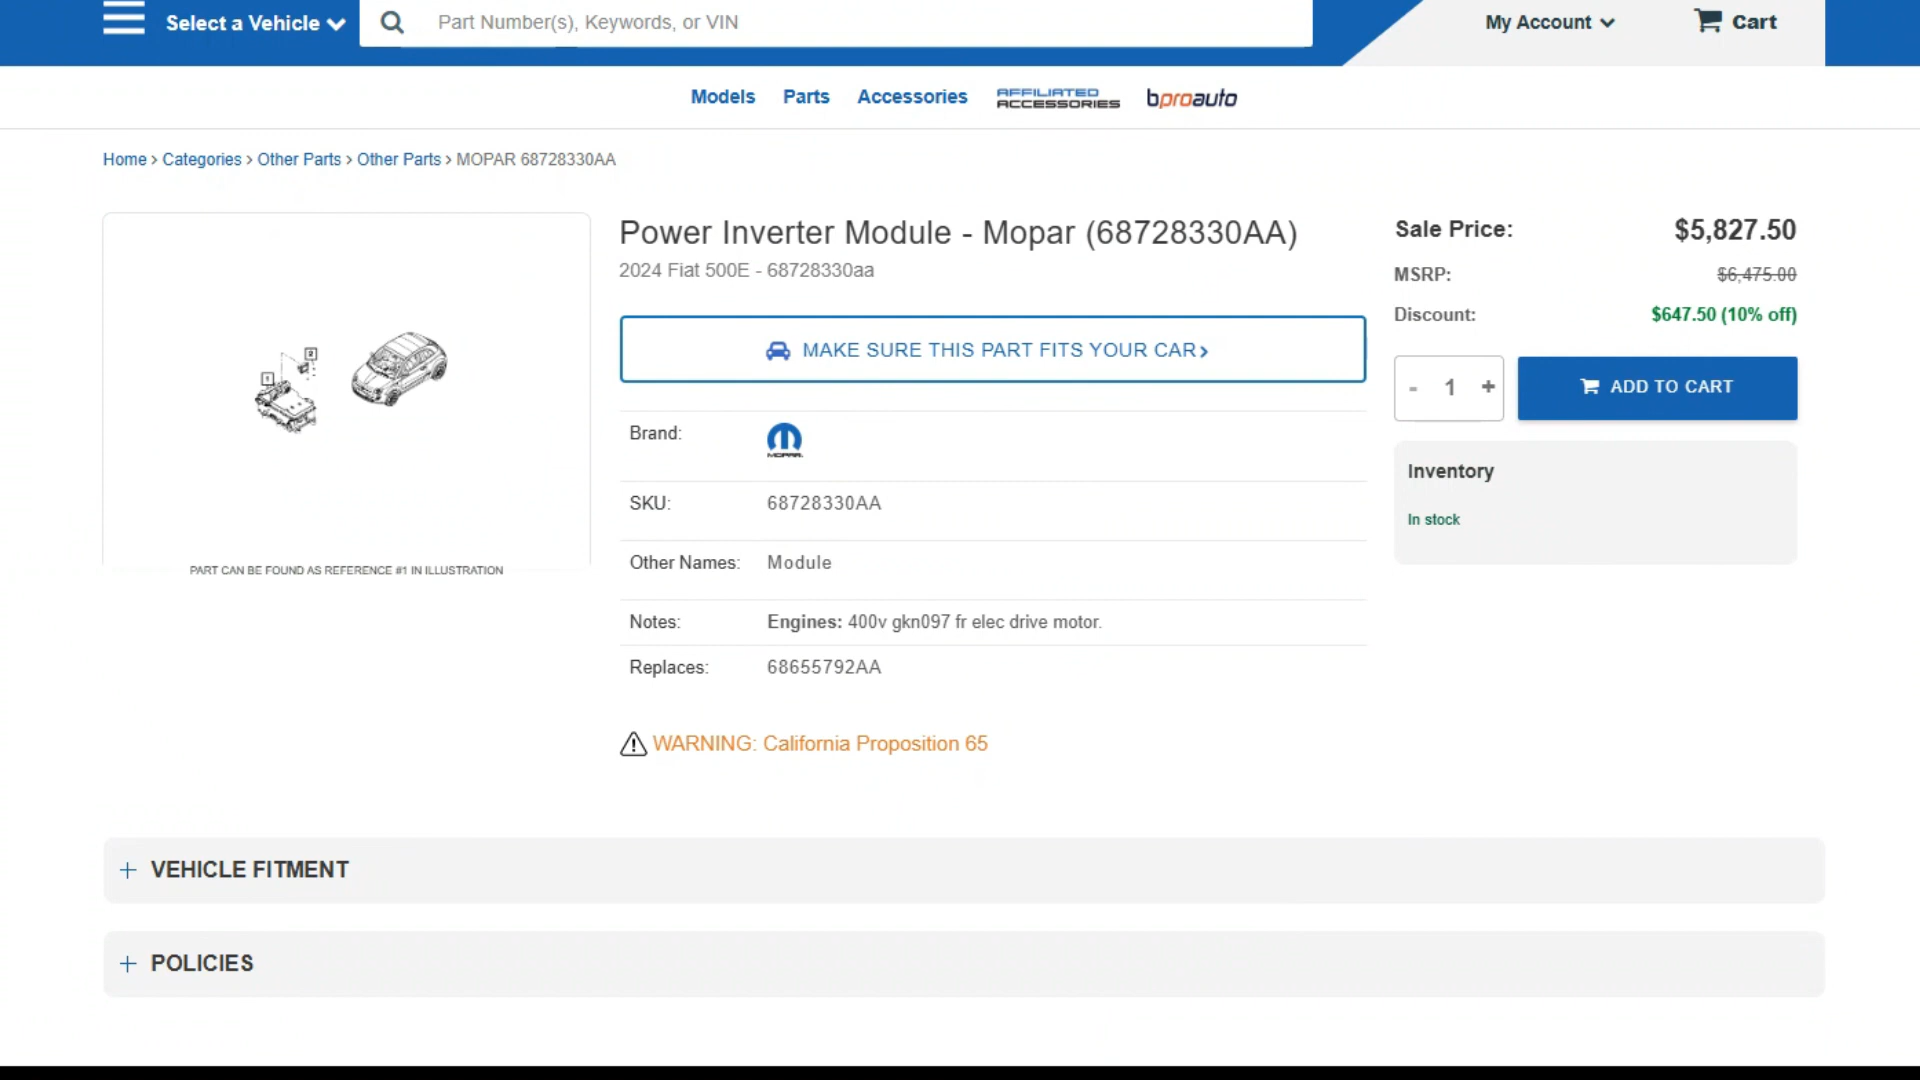 Select a Vehicle
Part Number(s), Keywords, or VIN
My Account
Cart
Models
Parts
Accessories
AFFILIATED
ACCESSORIES
bproauto
Home > Categories > Other Parts > Other Parts > MOPAR 68728330AA
1
2
PART CAN BE FOUND AS REFERENCE #1 IN ILLUSTRATION
Power Inverter Module - Mopar (68728330AA)
2024 Fiat 500E - 68728330aa
MAKE SURE THIS PART FITS YOUR CAR>
Brand:
MOPAR
SKU: 68728330AA
Other Names: Module
Notes: Engines: 400v gkn097 fr elec drive motor.
Replaces: 68655792AA
WARNING: California Proposition 65
Sale Price: $5,827.50
MSRP: $6,475.00
Discount: $647.50 (10% off)
- 1 +
ADD TO CART
Inventory
In stock
+ VEHICLE FITMENT
+ POLICIES